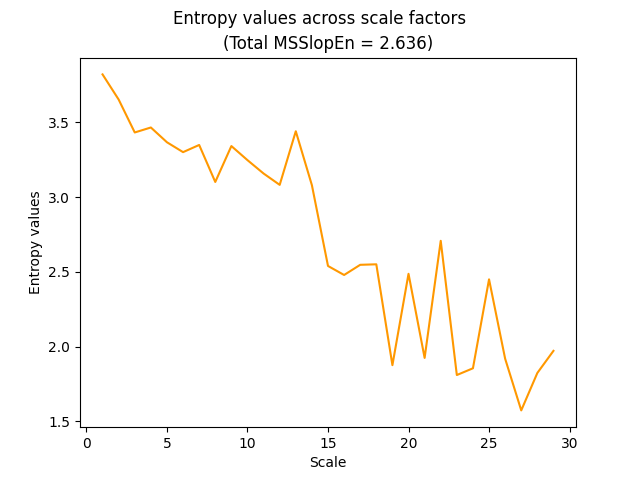 Entropy values across scale factors
(Total MSSlopEn = 2.636)
3.5
3.0
2.5
2.0
1.5
Entropy values
0 5 10 15 20 25 30
Scale